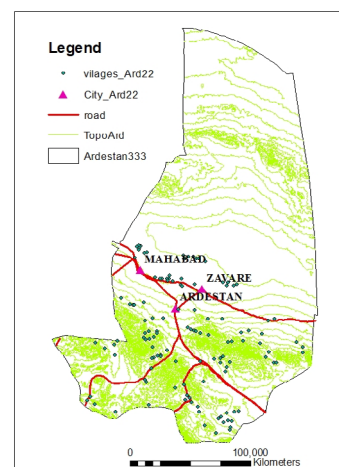 Legend
vilages_Ard22
City_Ard22
road
TopoArd
Ardestan333
MAHABAD
ZAVARE
ARDESTAN
0 100,000
Kilometers